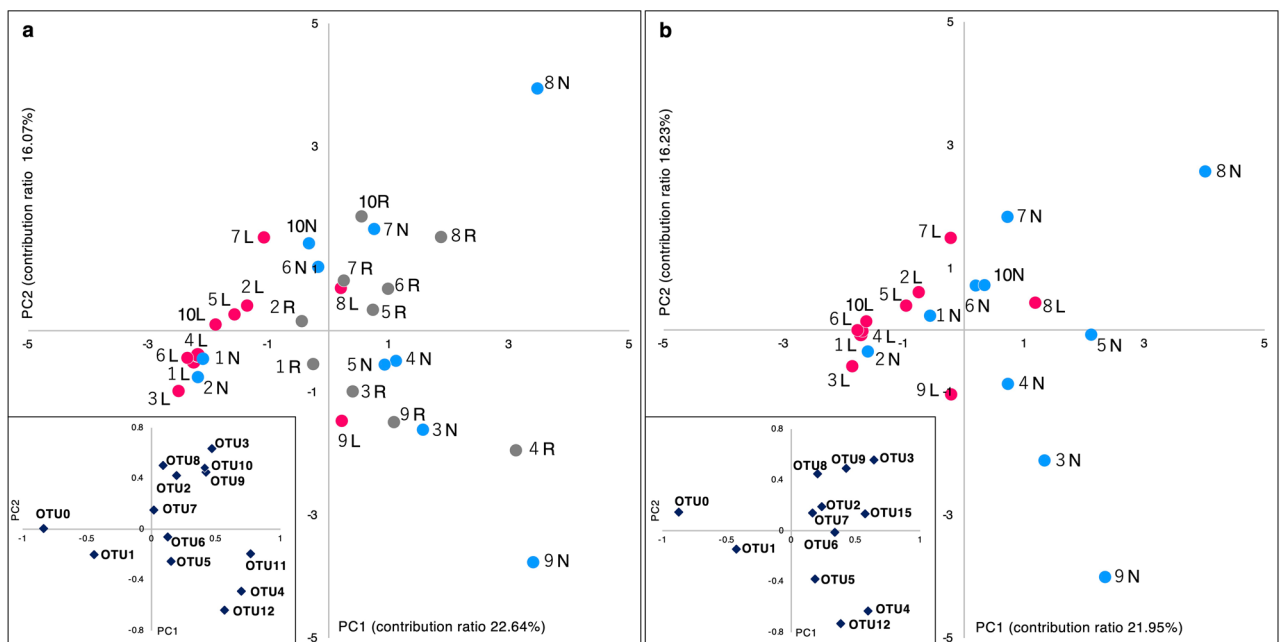 a
5
PC2 (contribution ratio 16.07%)
8 N
3
10R
10N
7 N
7 L
8 R
6 N
1
7 R
2 L
6 R
5 L
8 L
5 R
10L
2 R
-5
-3
-1
1
3
5
4 L
6 L
1 N
4 N
1 R
5 N
1 L
2 N
3 R
-1
3 L
9 R
3 N
9 L
4 R
-3
9 N
PC1 (contribution ratio 22.64%)
-5
0.8
OTU3
OTU8
OTU10
0.4
OTU9
OTU2
PC2
OTU7
OTU0
0
-1
-0.5
0
0.5
1
OTU6
OTU1
OTU5
OTU11
-0.4
OTU4
OTU12
-0.8
PC1
b
5
PC2 (contribution ratio 16.23%)
3
8 N
7 N
7 L
1
2 L
10N
5 L
6 N
8 L
10L
1 N
6 L
-5
-3
-1
1
3
5
4 L
5 N
1 L
2 N
3 L
4 N
9 L
-1
3 N
-3
9 N
PC1 (contribution ratio 21.95%)
-5
0.8
OTU8
OTU9
OTU3
0.4
PC2
OTU0
OTU2
OTU15
OTU7
0
-1
-0.5
0
0.5
1
OTU6
OTU1
OTU5
-0.4
OTU4
OTU12
-0.8
PC1